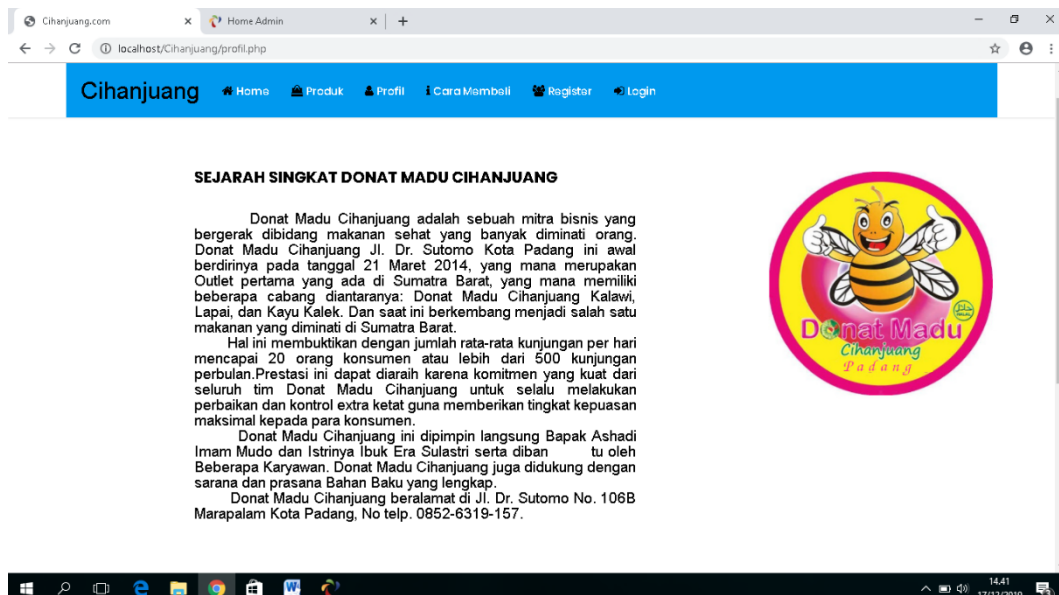 Cihanjuang.com
Home Admin
localhost/Cihanjuang/profil.php
Cihanjuang Home Produk Profil Cara Membeli Register Login
SEJARAH SINGKAT DONAT MADU CIHANJUANG
Donat Madu Cihanjuang adalah sebuah mitra bisnis yang
bergerak dibidang makanan sehat yang banyak diminati orang.
Donat Madu Cihanjuang Jl. Dr. Sutomo Kota Padang ini awal
berdirinya pada tanggal 21 Maret 2014, yang mana merupakan
Outlet pertama yang ada di Sumatra Barat, yang mana memiliki
beberapa cabang diantaranya: Donat Madu Cihanjuang Kalawi,
Lapai, dan Kayu Kalek. Dan saat ini berkembang menjadi salah satu
makanan yang diminati di Sumatra Barat.
Hal ini membuktikan dengan jumlah rata-rata kunjungan per hari
mencapai 20 orang konsumen atau lebih dari 500 kunjungan
perbulan.Prestasi ini dapat diaraih karena komitmen yang kuat dari
seluruh tim Donat Madu Cihanjuang untuk selalu melakukan
perbaikan dan kontrol extra ketat guna memberikan tingkat kepuasan
maksimal kepada para konsumen.
Donat Madu Cihanjuang ini dipimpin langsung Bapak Ashadi
Imam Mudo dan Istrinya Ibuk Era Sulastri serta diban tu oleh
Beberapa Karyawan. Donat Madu Cihanjuang juga didukung dengan
sarana dan prasana Bahan Baku yang lengkap.
Donat Madu Cihanjuang beralamat di Jl. Dr. Sutomo No. 106B
Marapalam Kota Padang, No telp. 0852-6319-157.
Donat Madu
Cihanjuang
Padang
14.41
17/12/2019